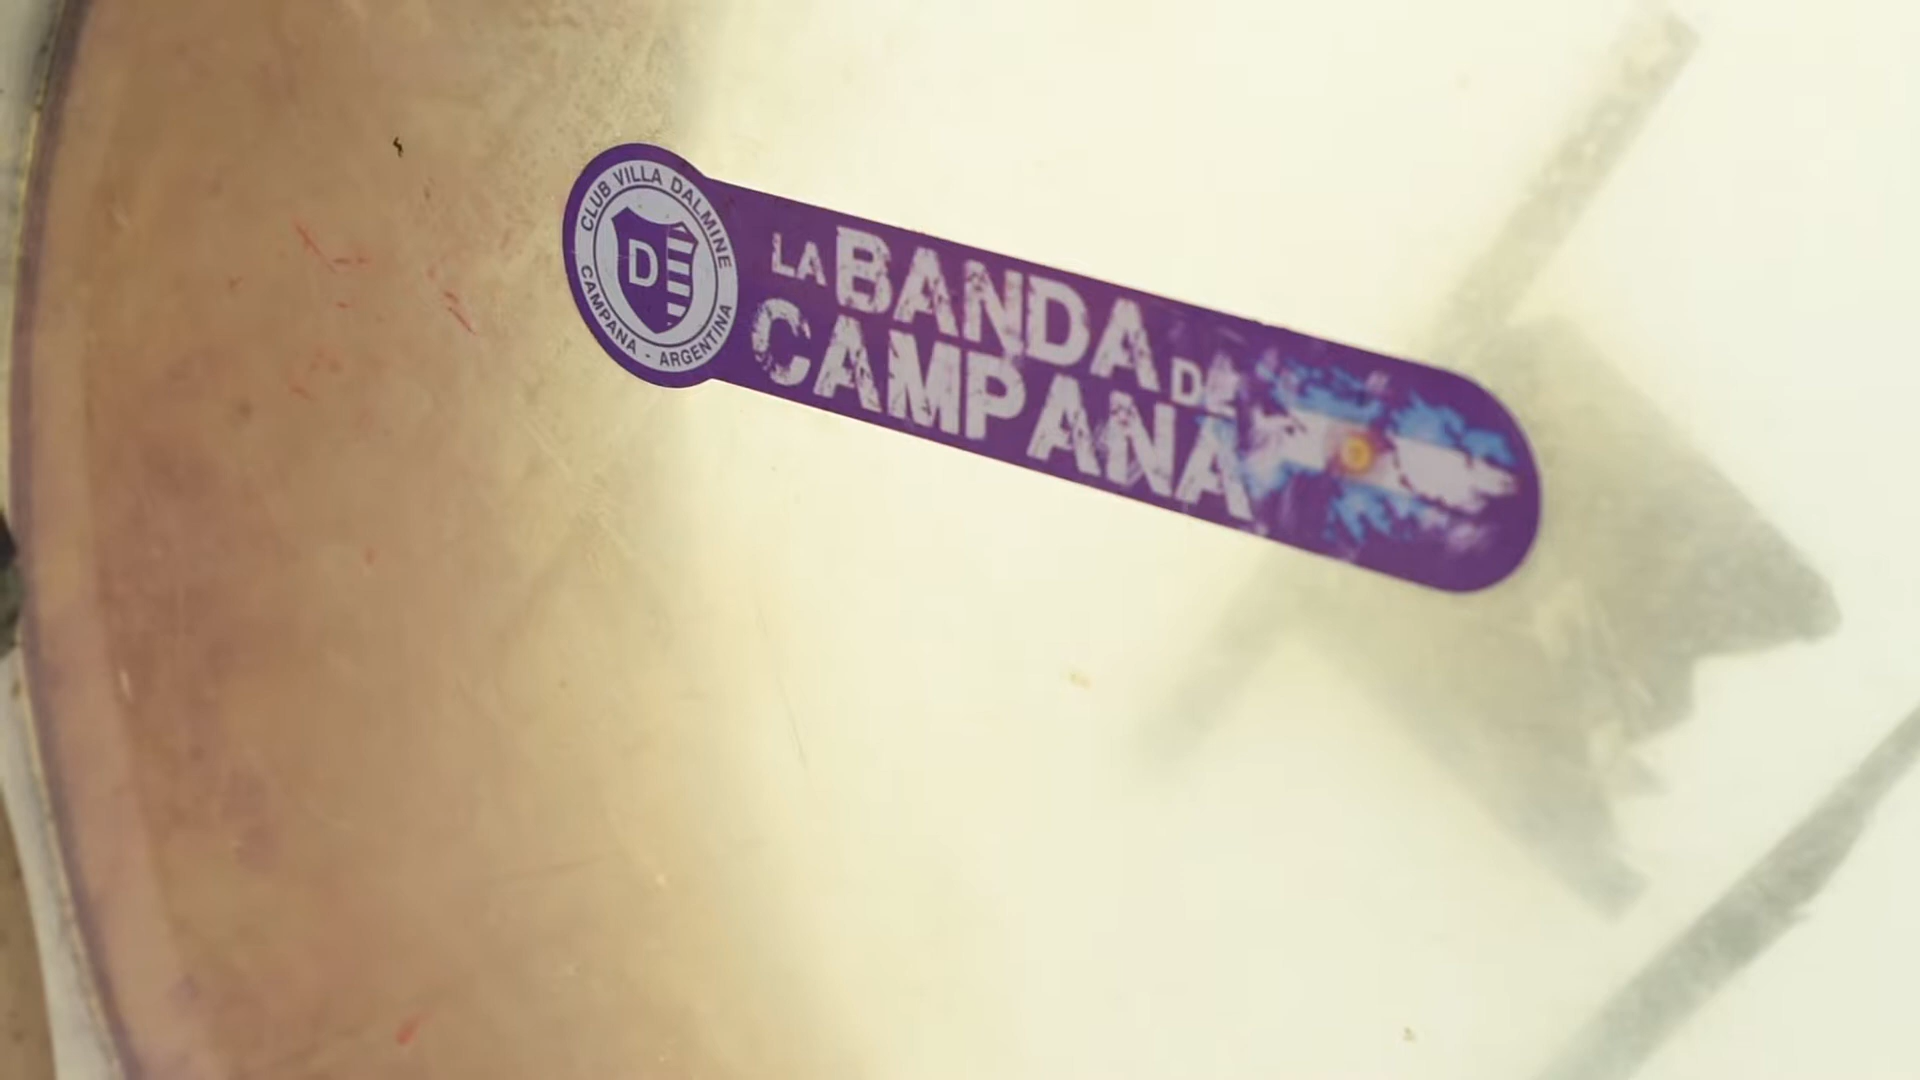 CLUB VILLA DALMINE
CAMPANA - ARGENTINA
D
LA BANDA DE
CAMPANA